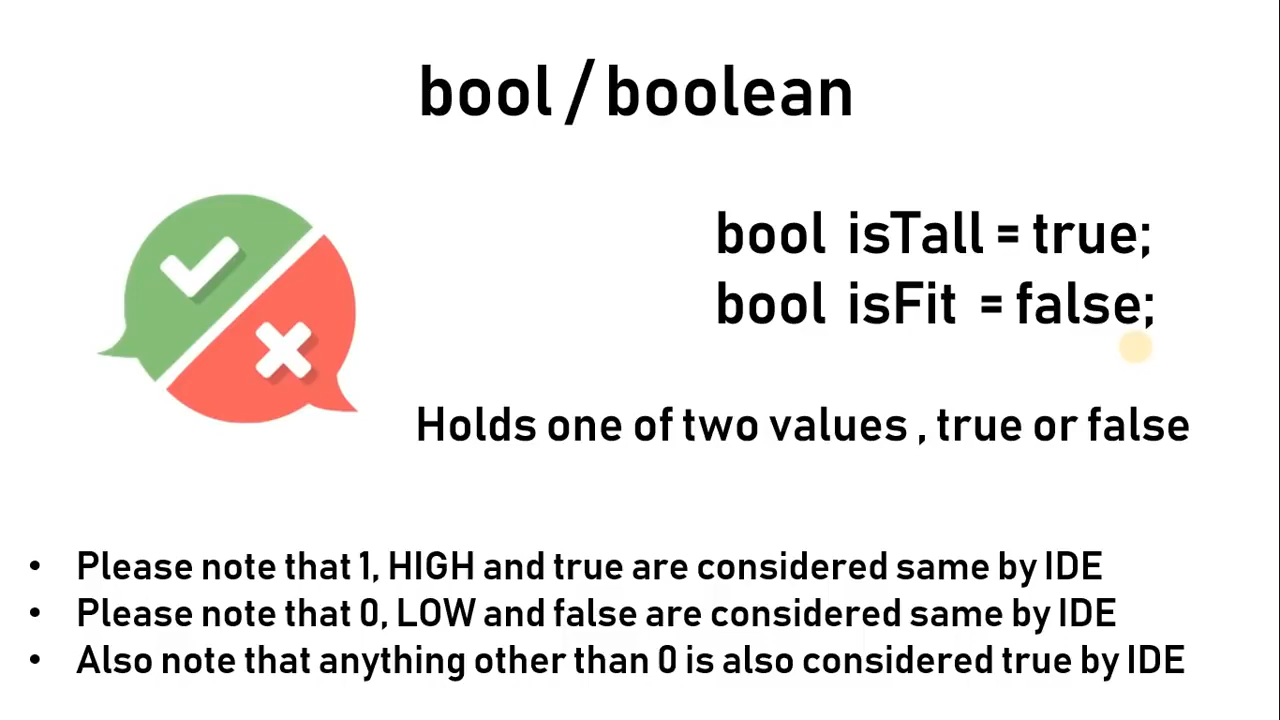 bool / boolean
bool isTall = true;
bool isFit = false;
Holds one of two values , true or false
• Please note that 1, HIGH and true are considered same by IDE
• Please note that 0, LOW and false are considered same by IDE
• Also note that anything other than 0 is also considered true by IDE